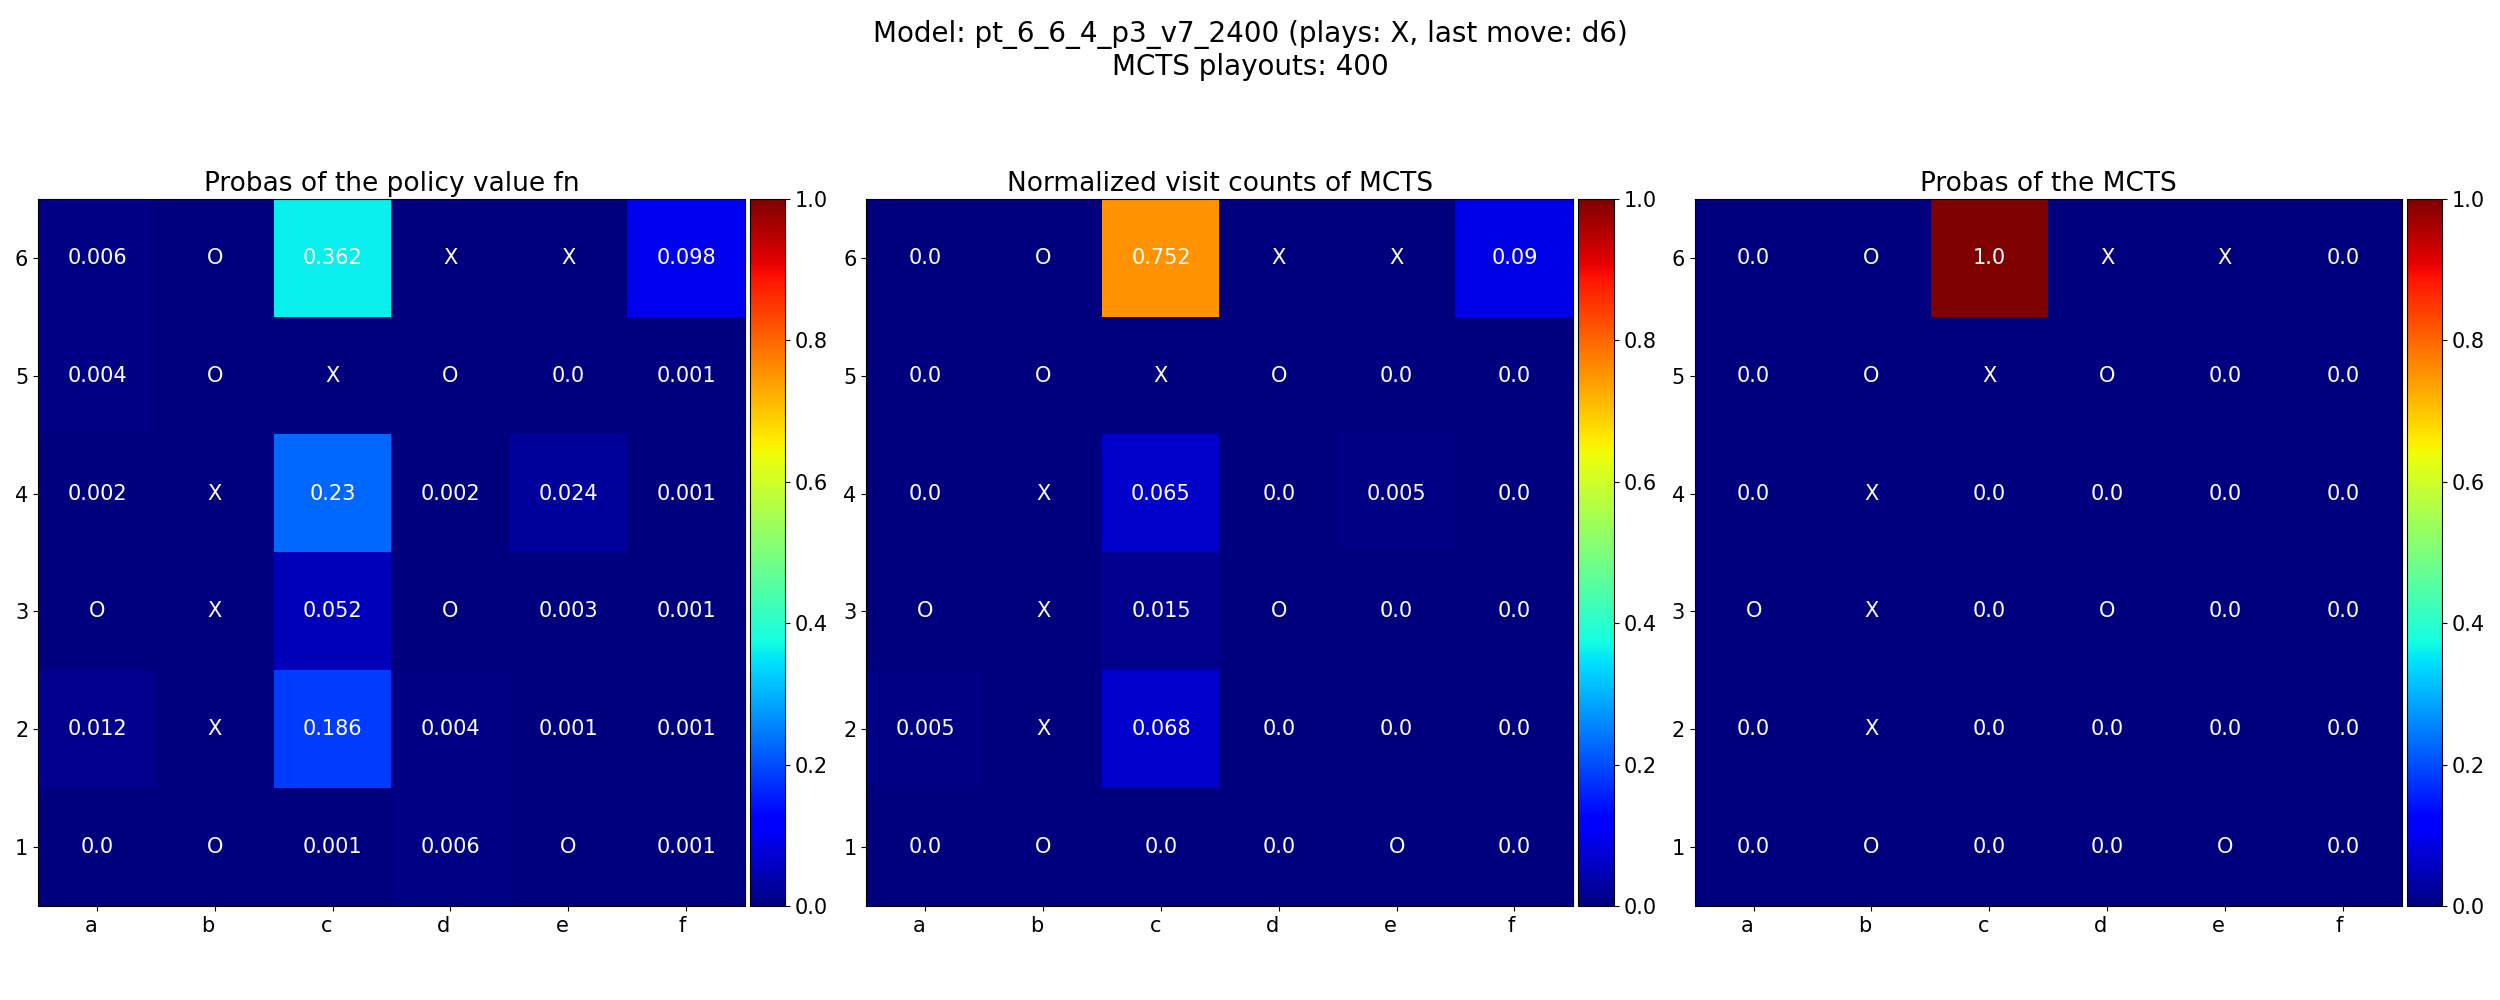 Model: pt_6_6_4_p3_v7_2400 (plays: X, last move: d6)
MCTS playouts: 400
Probas of the policy value fn
6 0.006 O 0.362 X X 0.098
5 0.004 O X O 0.0 0.001
4 0.002 X 0.23 0.002 0.024 0.001
3 O X 0.052 O 0.003 0.001
2 0.012 X 0.186 0.004 0.001 0.001
1 0.0 O 0.001 0.006 O 0.001
a b c d e f
1.0
0.8
0.6
0.4
0.2
0.0
Normalized visit counts of MCTS
6 0.0 O 0.752 X X 0.09
5 0.0 O X O 0.0 0.0
4 0.0 X 0.065 0.0 0.005 0.0
3 O X 0.015 O 0.0 0.0
2 0.005 X 0.068 0.0 0.0 0.0
1 0.0 O 0.0 0.0 O 0.0
a b c d e f
1.0
0.8
0.6
0.4
0.2
0.0
Probas of the MCTS
6 0.0 O 1.0 X X 0.0
5 0.0 O X O 0.0 0.0
4 0.0 X 0.0 0.0 0.0 0.0
3 O X 0.0 O 0.0 0.0
2 0.0 X 0.0 0.0 0.0 0.0
1 0.0 O 0.0 0.0 O 0.0
a b c d e f
1.0
0.8
0.6
0.4
0.2
0.0